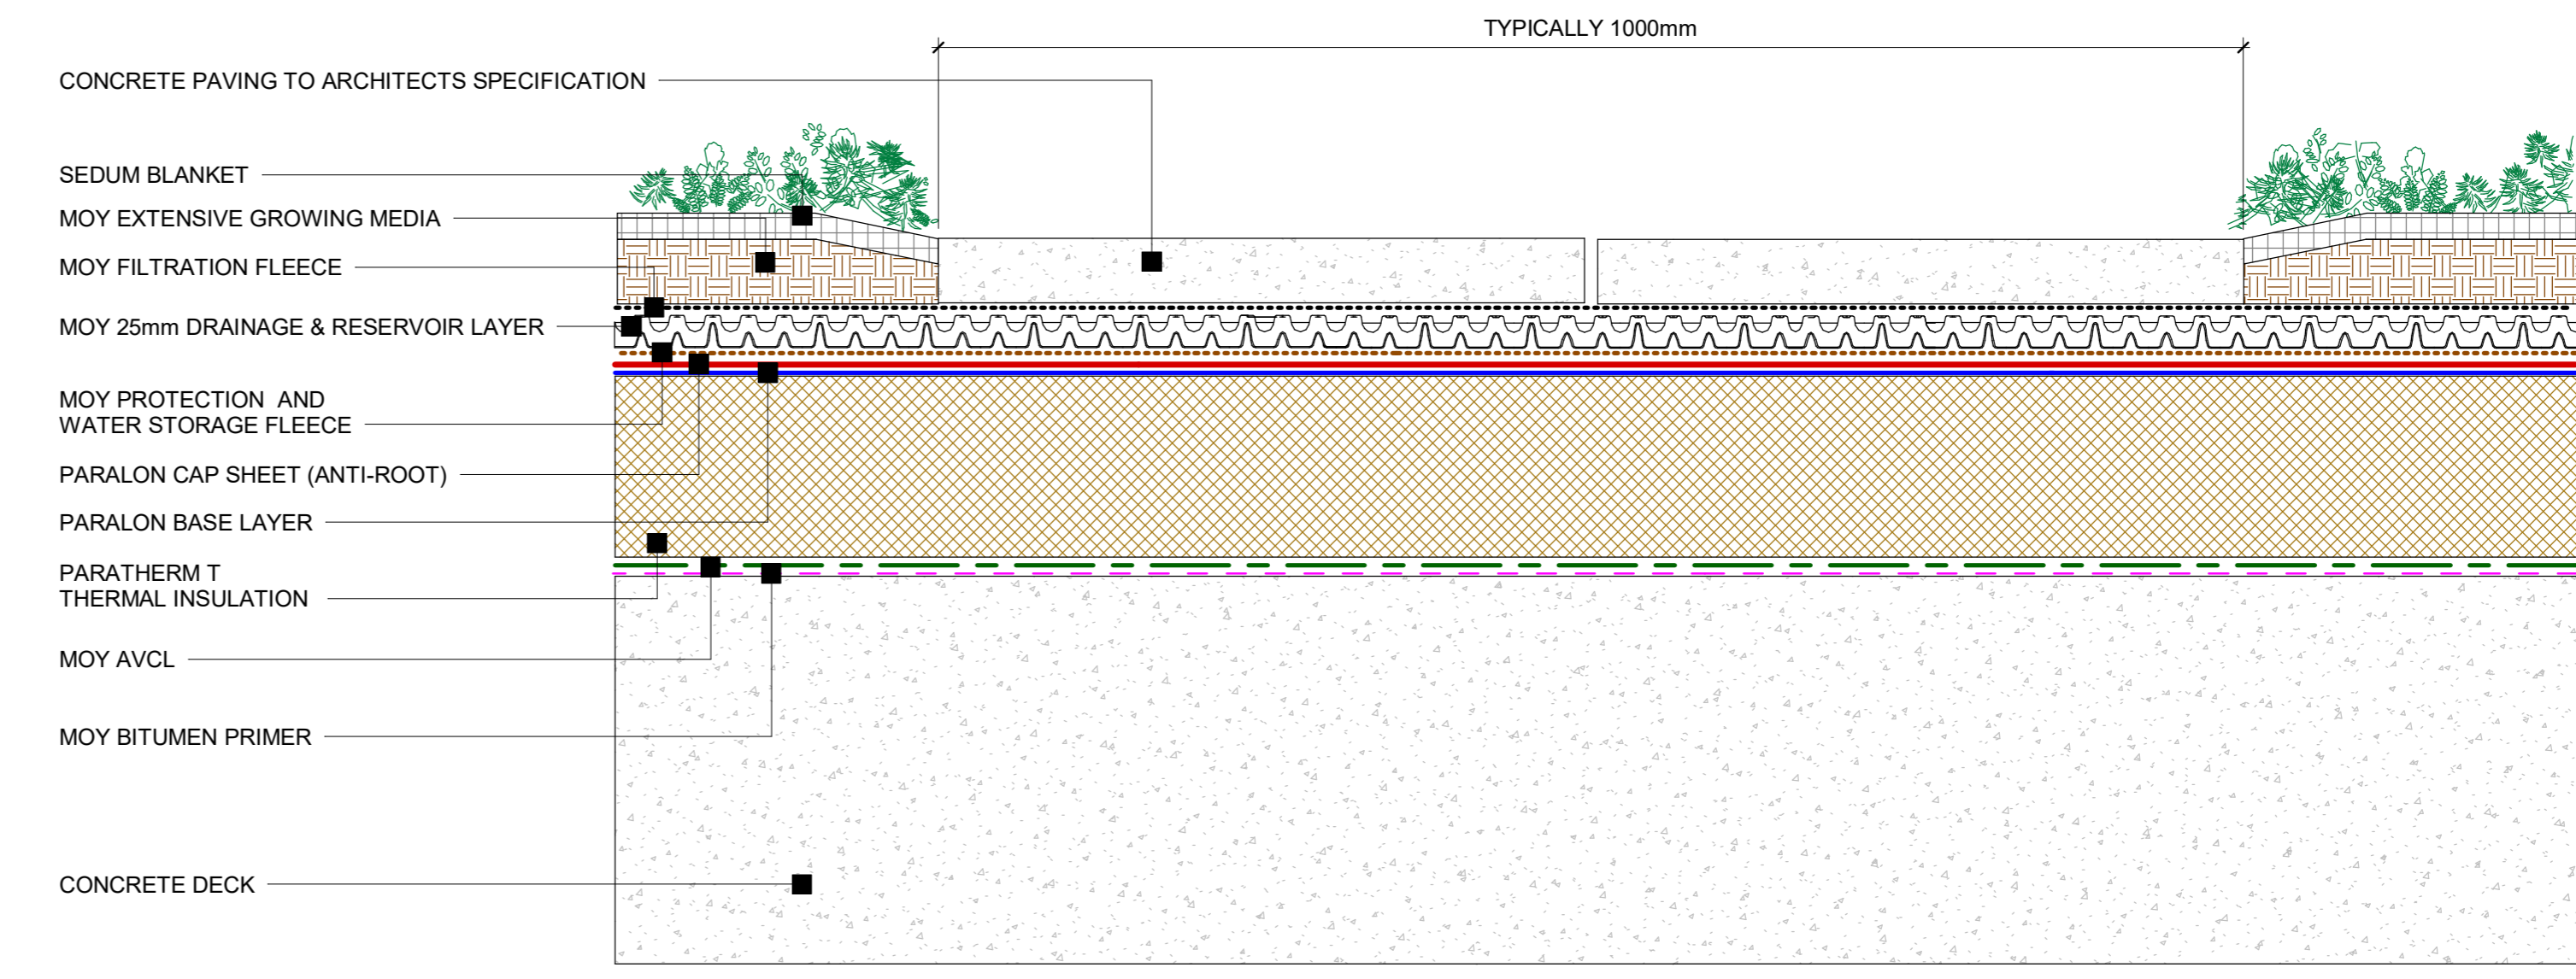 TYPICALLY 1000mm
CONCRETE PAVING TO ARCHITECTS SPECIFICATION
SEDUM BLANKET
MOY EXTENSIVE GROWING MEDIA
MOY FILTRATION FLEECE
MOY 25mm DRAINAGE & RESERVOIR LAYER
MOY PROTECTION AND
WATER STORAGE FLEECE
PARALON CAP SHEET (ANTI-ROOT)
PARALON BASE LAYER
PARATHERM T
THERMAL INSULATION
MOY AVCL
MOY BITUMEN PRIMER
CONCRETE DECK